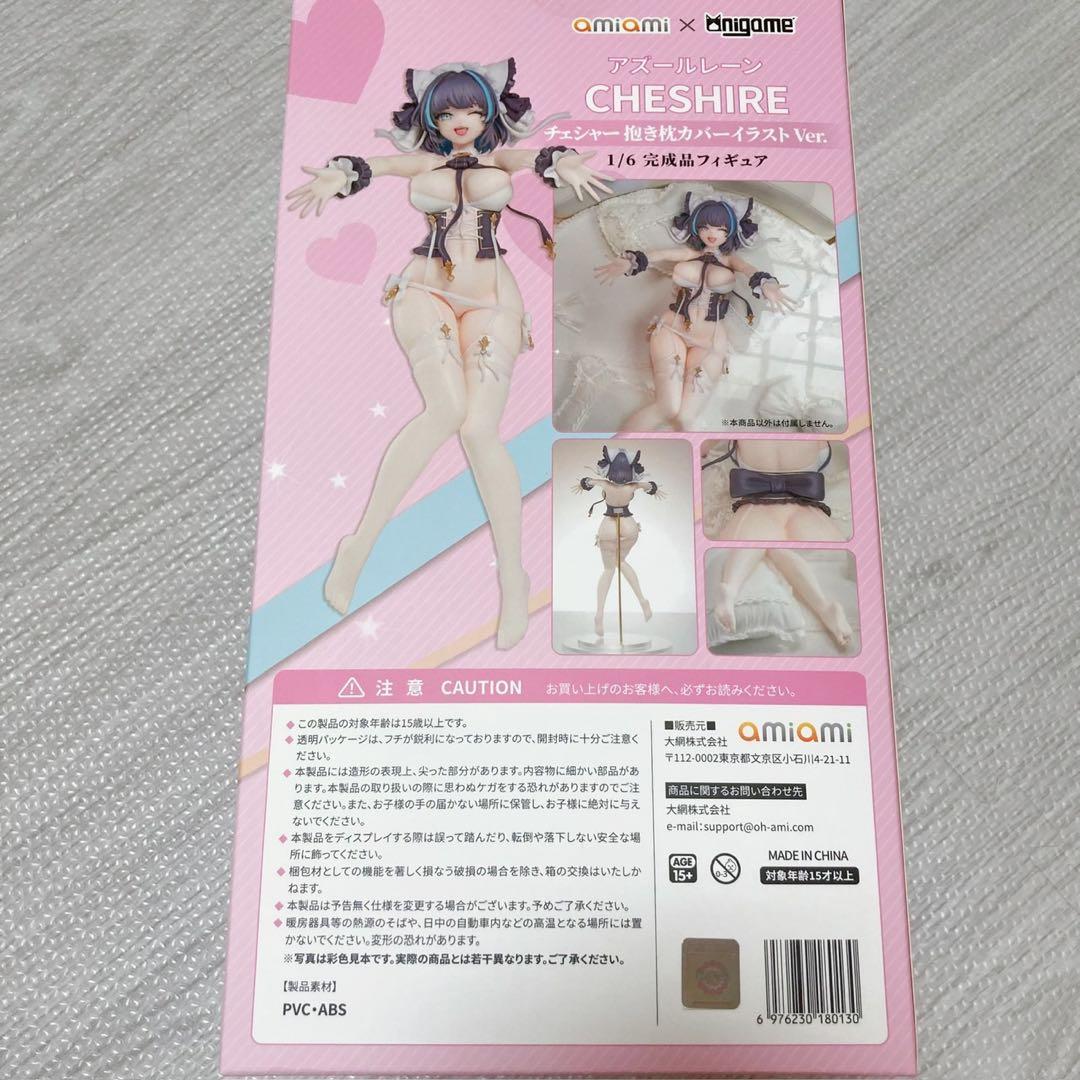 amiami × Onigame
アズールレーン
CHESHIRE
チェシャー 抱き枕カバーイラスト Ver.
1/6 完成品フィギュア
※本商品以外は付属しません。
注意 CAUTION お買い上げのお客様へ、必ずお読みください。
◆この製品の対象年齢は15歳以上です。
◆透明パッケージは、フチが鋭利になっておりますので、開封時に十分ご注意く
ださい。
◆本製品には造形の表現上、尖った部分があります。内容物に細かい部品があ
ります。本製品の取り扱いの際に思わぬケガをする恐れがありますのでご注
意ください。また、お子様の手の届かない場所に保管し、お子様に絶対に与え
ないでください。
◆本製品をディスプレイする際は誤って踏んだり、転倒や落下しない安全な場
所に飾ってください。
◆梱包材としての機能を著しく損なう破損の場合を除き、箱の交換はいたしか
ねます。
◆本製品は予告無く仕様を変更する場合がございます。予めご了承ください。
◆暖房器具等の熱源のそばや、日中の自動車内などの高温となる場所には置
かないでください。変形の恐れがあります。
※写真は彩色見本です。実際の商品とは若干異なります。ご了承ください。
【製品素材】
PVC・ABS
■販売元■ amiami
大網株式会社
〒112-0002東京都文京区小石川4-21-11
商品に関するお問い合わせ先
大網株式会社
e-mail：support@oh-ami.com
AGE
15+
0-3
MADE IN CHINA
対象年齢15才以上
6 976230 180130